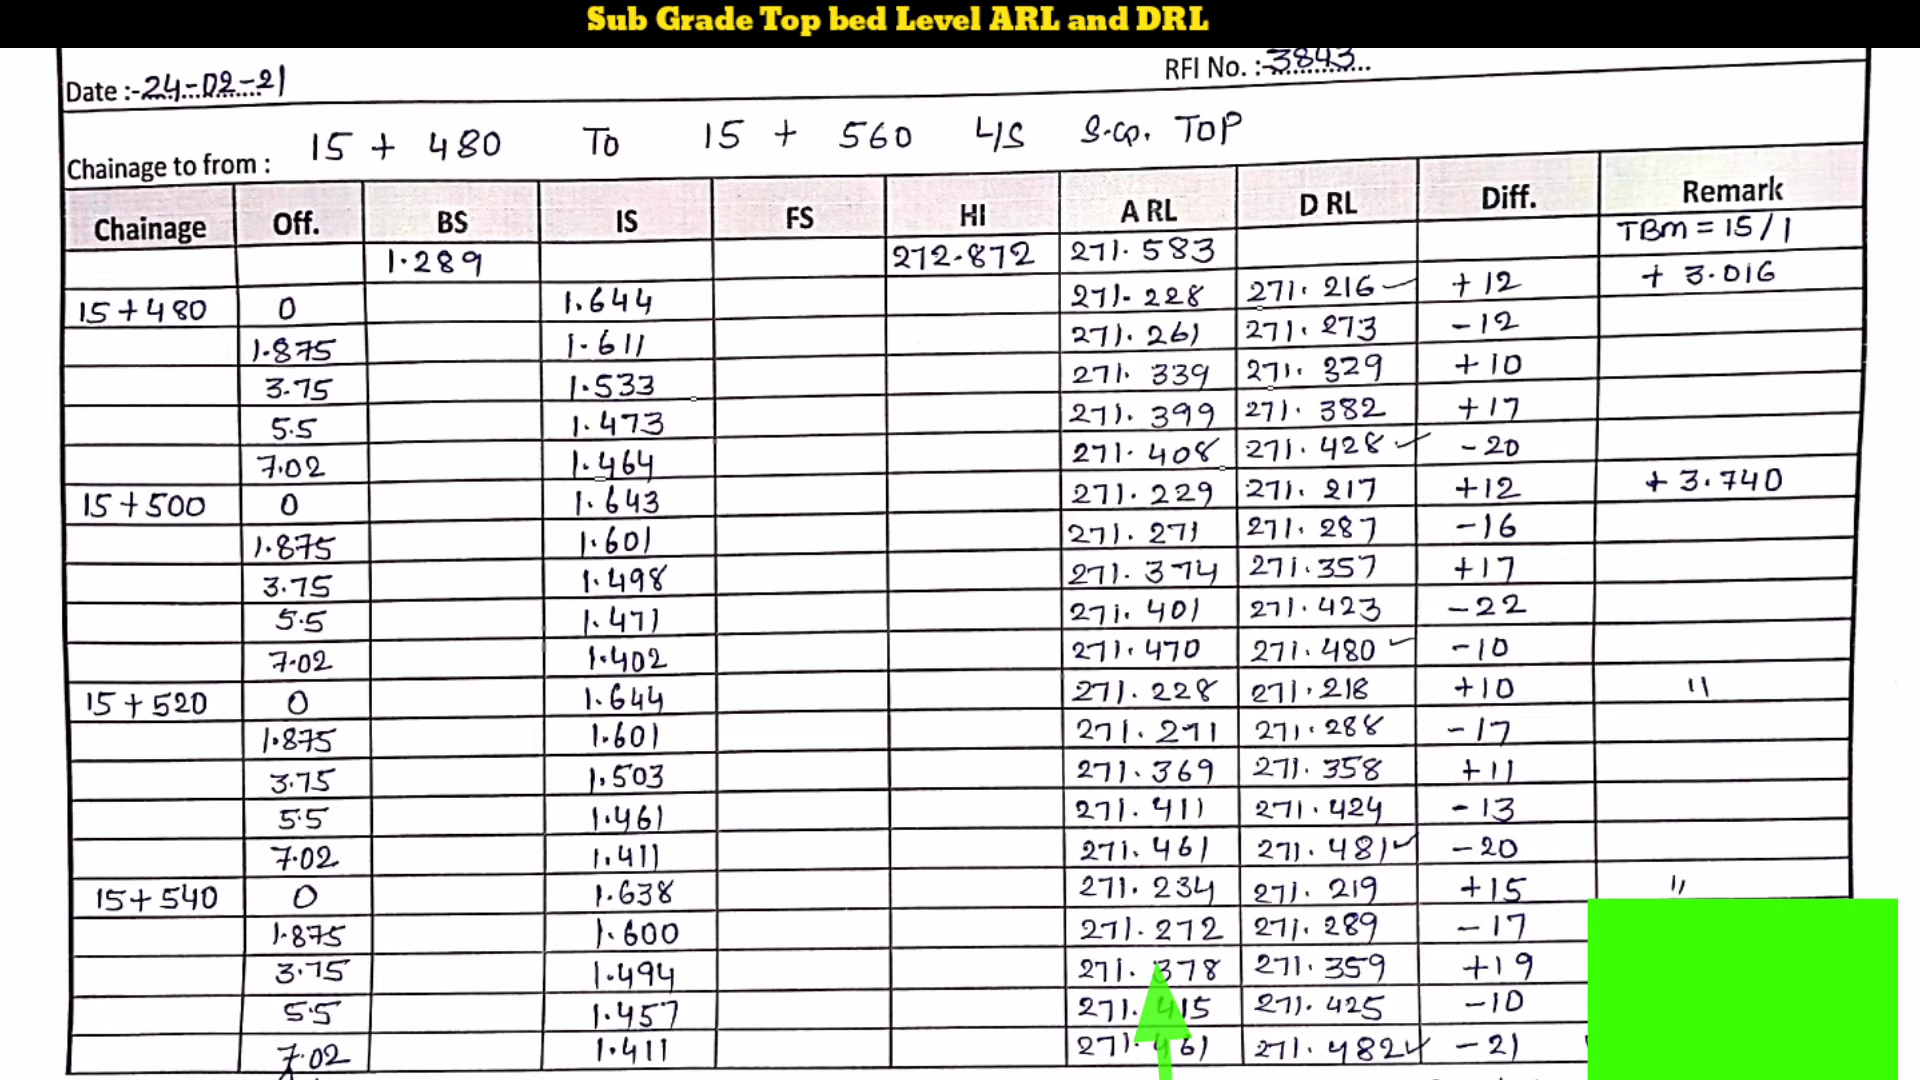 Sub Grade Top bed Level ARL and DRL
Date :- 24-02-21 RFI No. :- 3843
Chainage to from : 15 + 480 To 15 + 560 L/S S.G. TOP
Chainage Off. BS IS FS HI A RL D RL Diff. Remark
1.289 272.872 271.583 TBM = 15/1
15+480 0 1.644 271.228 271.216 +12 + 3.016
1.875 1.611 271.261 271.273 -12
3.75 1.533 271.339 271.329 +10
5.5 1.473 271.399 271.382 +17
7.02 1.464 271.408 271.428 -20
15+500 0 1.643 271.229 271.217 +12 + 3.740
1.875 1.601 271.271 271.287 -16
3.75 1.498 271.374 271.357 +17
5.5 1.471 271.401 271.423 -22
7.02 1.402 271.470 271.480 -10
15+520 0 1.644 271.228 271.218 +10 "
1.875 1.601 271.271 271.288 -17
3.75 1.503 271.369 271.358 +11
5.5 1.461 271.411 271.424 -13
7.02 1.411 271.461 271.481 -20
15+540 0 1.638 271.234 271.219 +15 "
1.875 1.600 271.272 271.289 -17
3.75 1.494 271.378 271.359 +19
5.5 1.457 271.415 271.425 -10
7.02 1.411 271.461 271.482 -21